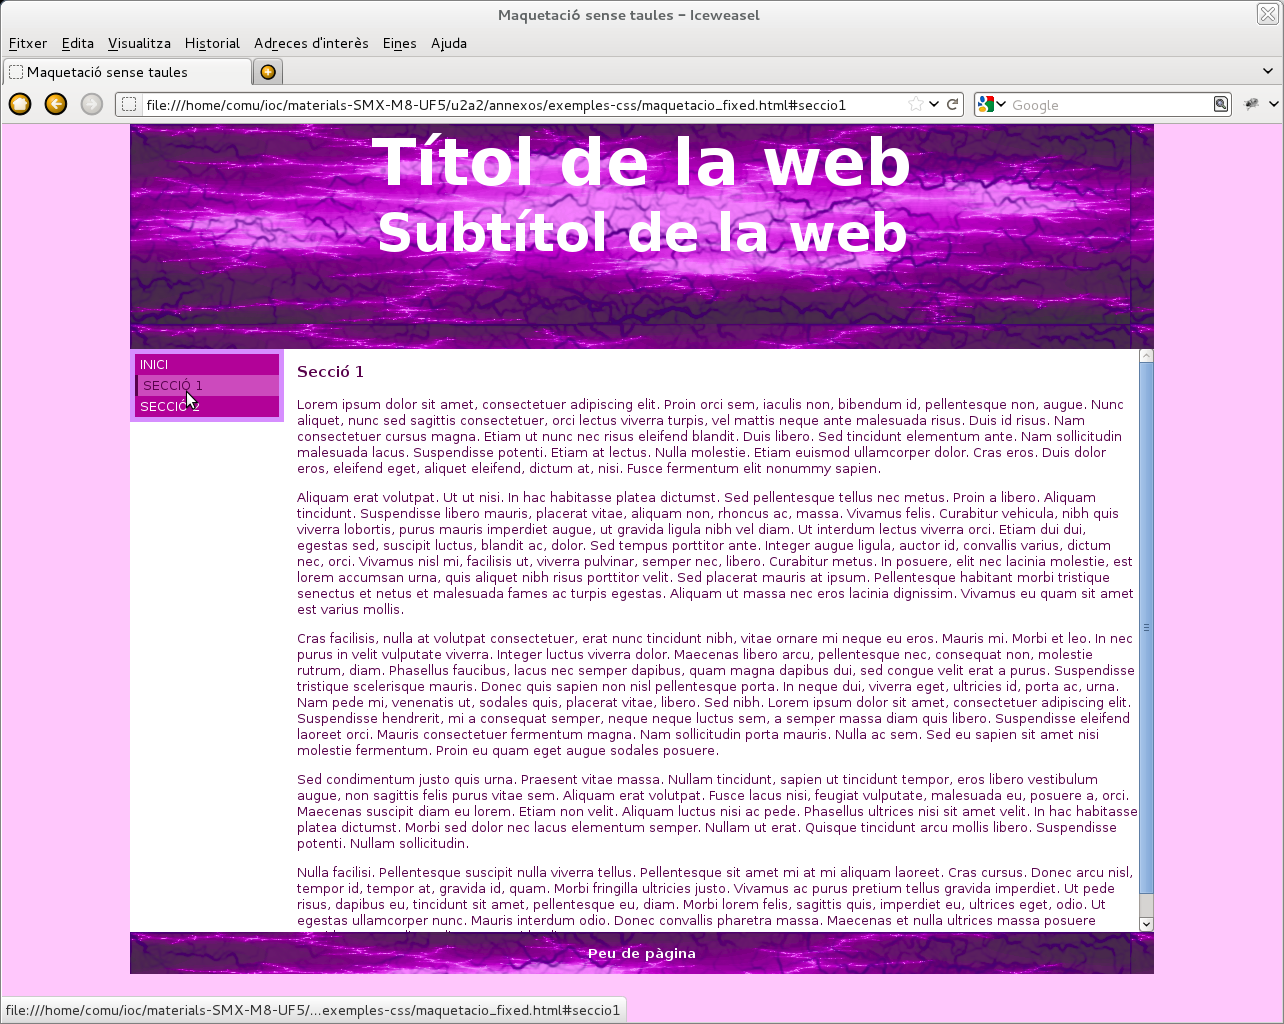 Maquetació sense taules – Iceweasel
Fitxer Edita Visualitza Historial Adreces d'interès Eines Ajuda
Maquetació sense taules
file:///home/comu/ioc/materials-SMX-M8-UF5/u2a2/annexos/exemples-css/maquetacio_fixed.html#seccio1
Google
Títol de la web
Subtítol de la web
INICI
SECCIÓ 1
SECCIÓ 2
Secció 1
Lorem ipsum dolor sit amet, consectetuer adipiscing elit. Proin orci sem, iaculis non, bibendum id, pellentesque non, augue. Nunc
aliquet, nunc sed sagittis consectetuer, orci lectus viverra turpis, vel mattis neque ante malesuada risus. Duis id risus. Nam
consectetuer cursus magna. Etiam ut nunc nec risus eleifend blandit. Duis libero. Sed tincidunt elementum ante. Nam sollicitudin
malesuada lacus. Suspendisse potenti. Etiam at lectus. Nulla molestie. Etiam euismod ullamcorper dolor. Cras eros. Duis dolor
eros, eleifend eget, aliquet eleifend, dictum at, nisi. Fusce fermentum elit nonummy sapien.
Aliquam erat volutpat. Ut ut nisi. In hac habitasse platea dictumst. Sed pellentesque tellus nec metus. Proin a libero. Aliquam
tincidunt. Suspendisse libero mauris, placerat vitae, aliquam non, rhoncus ac, massa. Vivamus felis. Curabitur vehicula, nibh quis
viverra lobortis, purus mauris imperdiet augue, ut gravida ligula nibh vel diam. Ut interdum lectus viverra orci. Etiam dui dui,
egestas sed, suscipit luctus, blandit ac, dolor. Sed tempus porttitor ante. Integer augue ligula, auctor id, convallis varius, dictum
nec, orci. Vivamus nisl mi, facilisis ut, viverra pulvinar, semper nec, libero. Curabitur metus. In posuere, elit nec lacinia molestie, est
lorem accumsan urna, quis aliquet nibh risus porttitor velit. Sed placerat mauris at ipsum. Pellentesque habitant morbi tristique
senectus et netus et malesuada fames ac turpis egestas. Aliquam ut massa nec eros lacinia dignissim. Vivamus eu quam sit amet
est varius mollis.
Cras facilisis, nulla at volutpat consectetuer, erat nunc tincidunt nibh, vitae ornare mi neque eu eros. Mauris mi. Morbi et leo. In nec
purus in velit vulputate viverra. Integer luctus viverra dolor. Maecenas libero arcu, pellentesque nec, consequat non, molestie
rutrum, diam. Phasellus faucibus, lacus nec semper dapibus, quam magna dapibus dui, sed congue velit erat a purus. Suspendisse
tristique scelerisque mauris. Donec quis sapien non nisl pellentesque porta. In neque dui, viverra eget, ultricies id, porta ac, urna.
Nam pede mi, venenatis ut, sodales quis, placerat vitae, libero. Sed nibh. Lorem ipsum dolor sit amet, consectetuer adipiscing elit.
Suspendisse hendrerit, mi a consequat semper, neque neque luctus sem, a semper massa diam quis libero. Suspendisse eleifend
laoreet orci. Mauris consectetuer fermentum magna. Nam sollicitudin porta mauris. Nulla ac sem. Sed eu sapien sit amet nisi
molestie fermentum. Proin eu quam eget augue sodales posuere.
Sed condimentum justo quis urna. Praesent vitae massa. Nullam tincidunt, sapien ut tincidunt tempor, eros libero vestibulum
augue, non sagittis felis purus vitae sem. Aliquam erat volutpat. Fusce lacus nisi, feugiat vulputate, malesuada eu, posuere a, orci.
Maecenas suscipit diam eu lorem. Etiam non velit. Aliquam luctus nisi ac pede. Phasellus ultrices nisi sit amet velit. In hac habitasse
platea dictumst. Morbi sed dolor nec lacus elementum semper. Nullam ut erat. Quisque tincidunt arcu mollis libero. Suspendisse
potenti. Nullam sollicitudin.
Nulla facilisi. Pellentesque suscipit nulla viverra tellus. Pellentesque sit amet mi at mi aliquam laoreet. Cras cursus. Donec arcu nisl,
tempor id, tempor at, gravida id, quam. Morbi fringilla ultricies justo. Vivamus ac purus pretium tellus gravida imperdiet. Ut pede
risus, dapibus eu, tincidunt sit amet, pellentesque eu, diam. Morbi lorem felis, sagittis quis, imperdiet eu, ultrices eget, odio. Ut
egestas ullamcorper nunc. Mauris interdum odio. Donec convallis pharetra massa. Maecenas et nulla ultrices massa posuere
Peu de pàgina
file:///home/comu/ioc/materials-SMX-M8-UF5/...exemples-css/maquetacio_fixed.html#seccio1